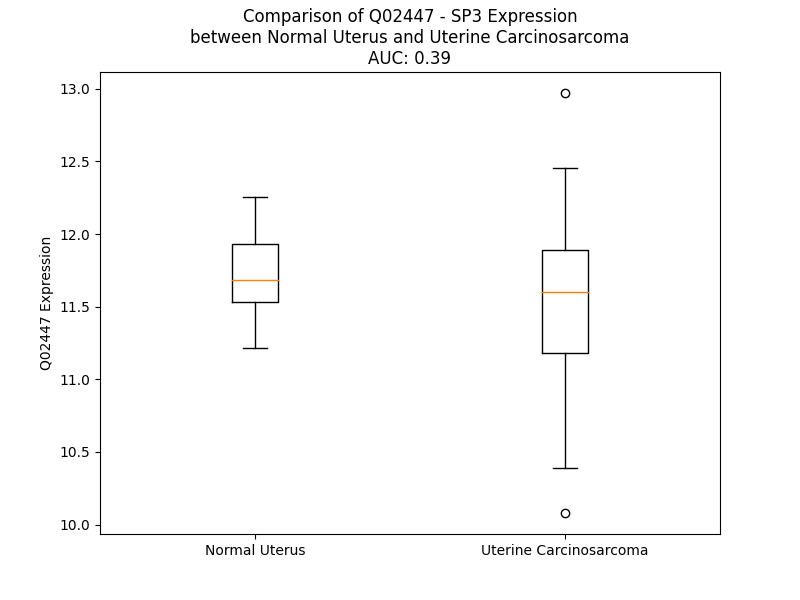 Comparison of Q02447 - SP3 Expression
between Normal Uterus and Uterine Carcinosarcoma
AUC: 0.39
13.0
12.5
12.0
11.5
11.0
10.5
10.0
Q02447 Expression
Normal Uterus
Uterine Carcinosarcoma